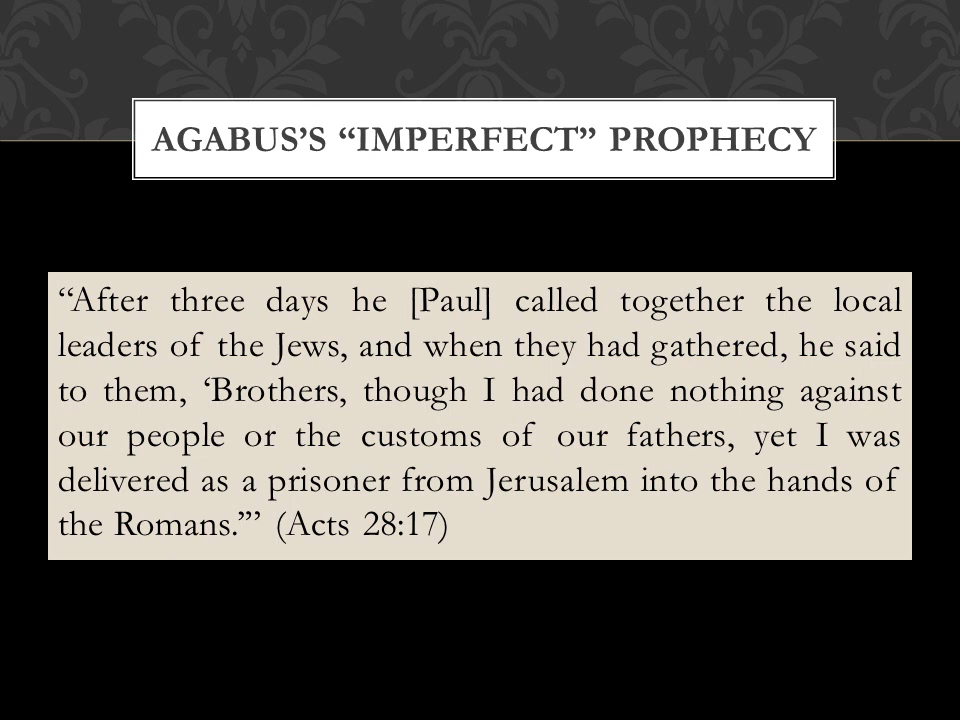 AGABUS’S “IMPERFECT” PROPHECY
“After three days he [Paul] called together the local
leaders of the Jews, and when they had gathered, he said
to them, ‘Brothers, though I had done nothing against
our people or the customs of our fathers, yet I was
delivered as a prisoner from Jerusalem into the hands of
the Romans.’” (Acts 28:17)